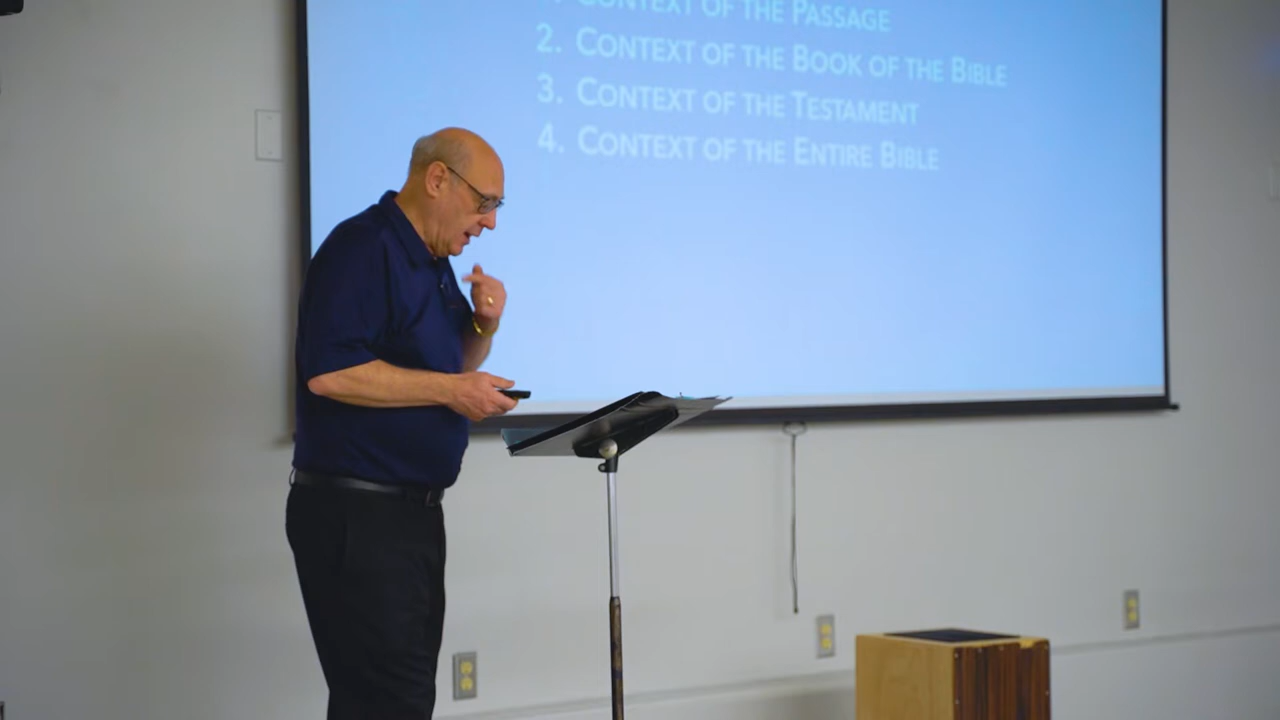 CONTEXT OF THE PASSAGE
2. CONTEXT OF THE BOOK OF THE BIBLE
3. CONTEXT OF THE TESTAMENT
4. CONTEXT OF THE ENTIRE BIBLE